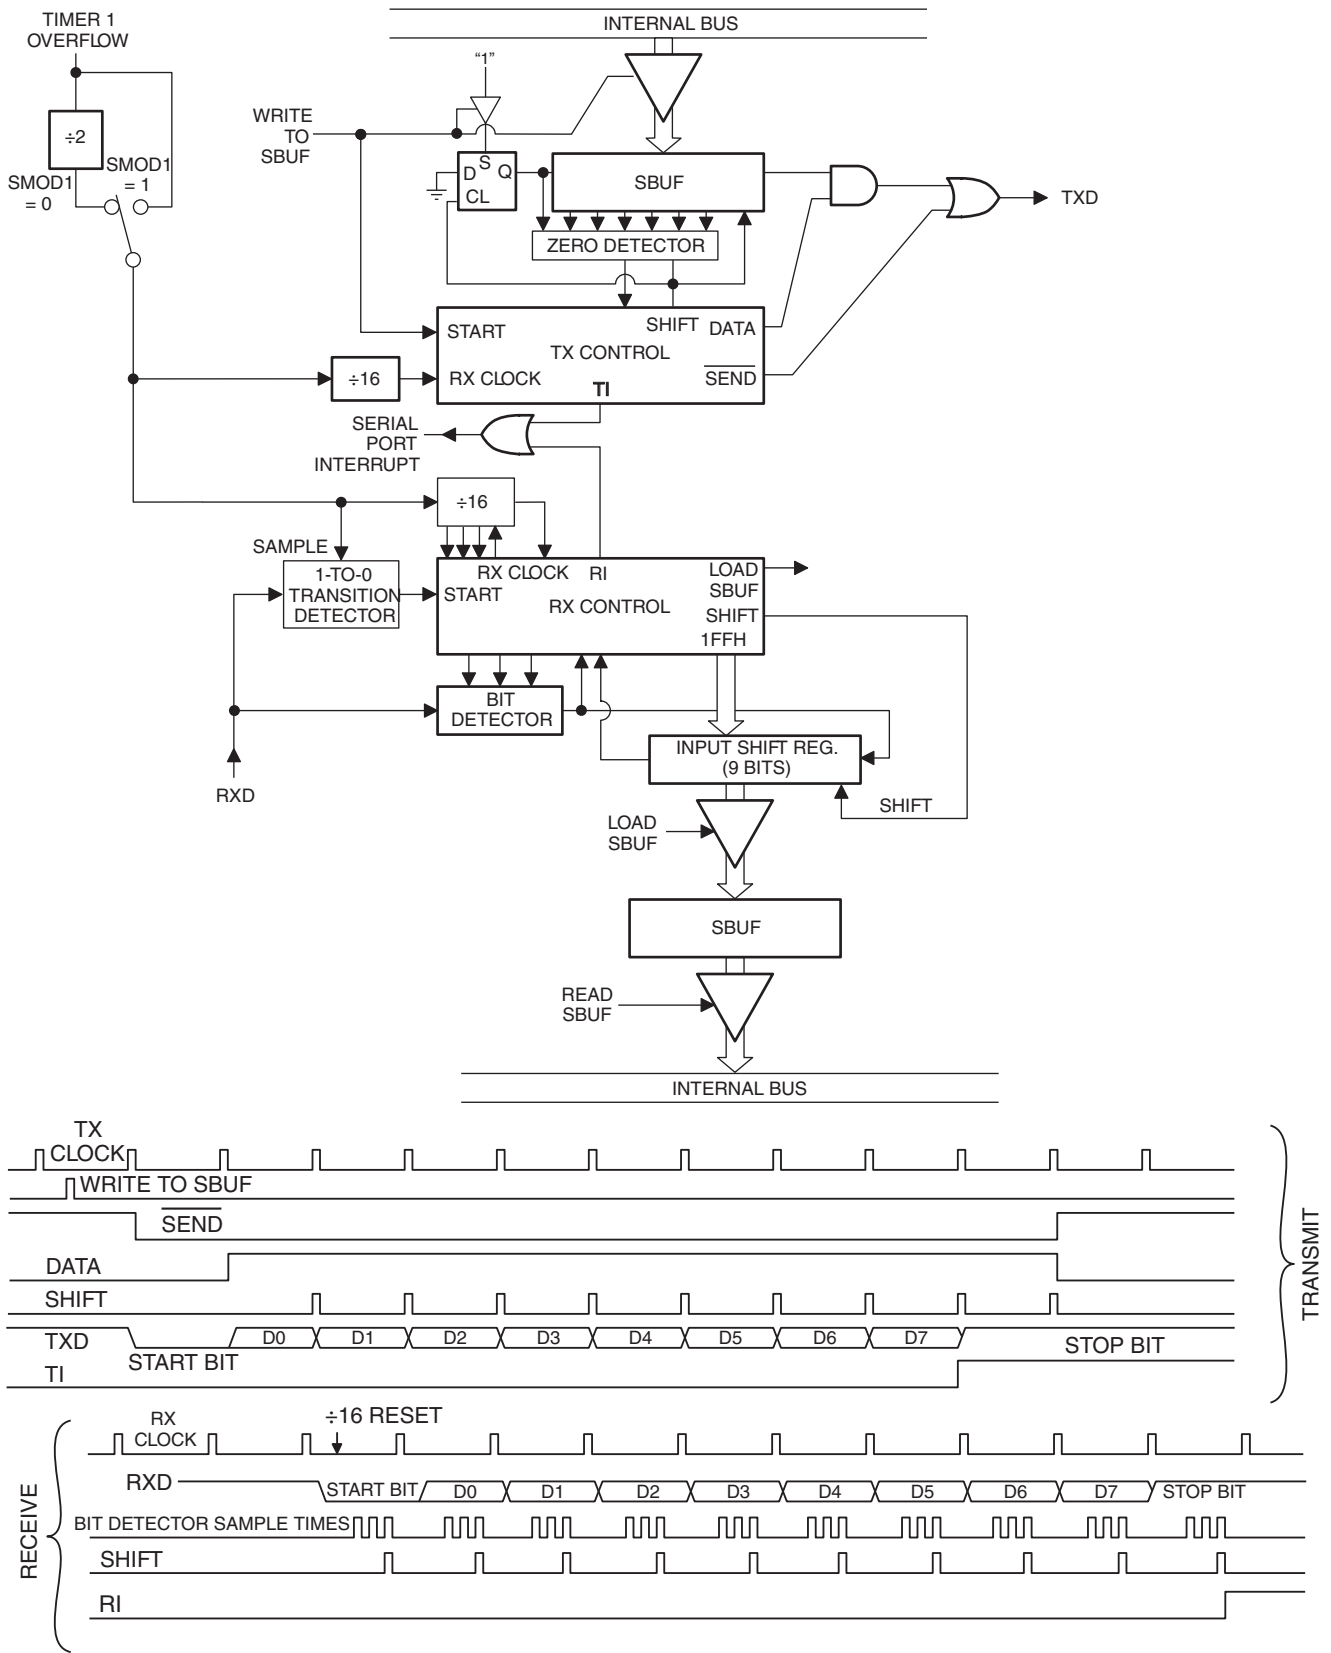 TIMER 1
OVERFLOW
INTERNAL BUS
“1”
WRITE
TO
SBUF
÷2
SMOD1
= 0
SMOD1
= 1
D
S
Q
CL
SBUF
TXD
ZERO DETECTOR
START
SHIFT
DATA
TX CONTROL
÷16
RX CLOCK
TI
SEND
SERIAL
PORT
INTERRUPT
÷16
SAMPLE
1-TO-0
TRANSITION
DETECTOR
RX CLOCK
RI
LOAD
SBUF
START
RX CONTROL
SHIFT
1FFH
BIT
DETECTOR
INPUT SHIFT REG.
(9 BITS)
RXD
SHIFT
LOAD
SBUF
SBUF
READ
SBUF
INTERNAL BUS
TX
CLOCK
WRITE TO SBUF
SEND
DATA
SHIFT
TXD
START BIT
D0 D1 D2 D3 D4 D5 D6 D7
STOP BIT
TI
TRANSMIT
RX
CLOCK
÷16 RESET
RXD
START BIT D0 D1 D2 D3 D4 D5 D6 D7 STOP BIT
BIT DETECTOR SAMPLE TIMES
SHIFT
RI
RECEIVE